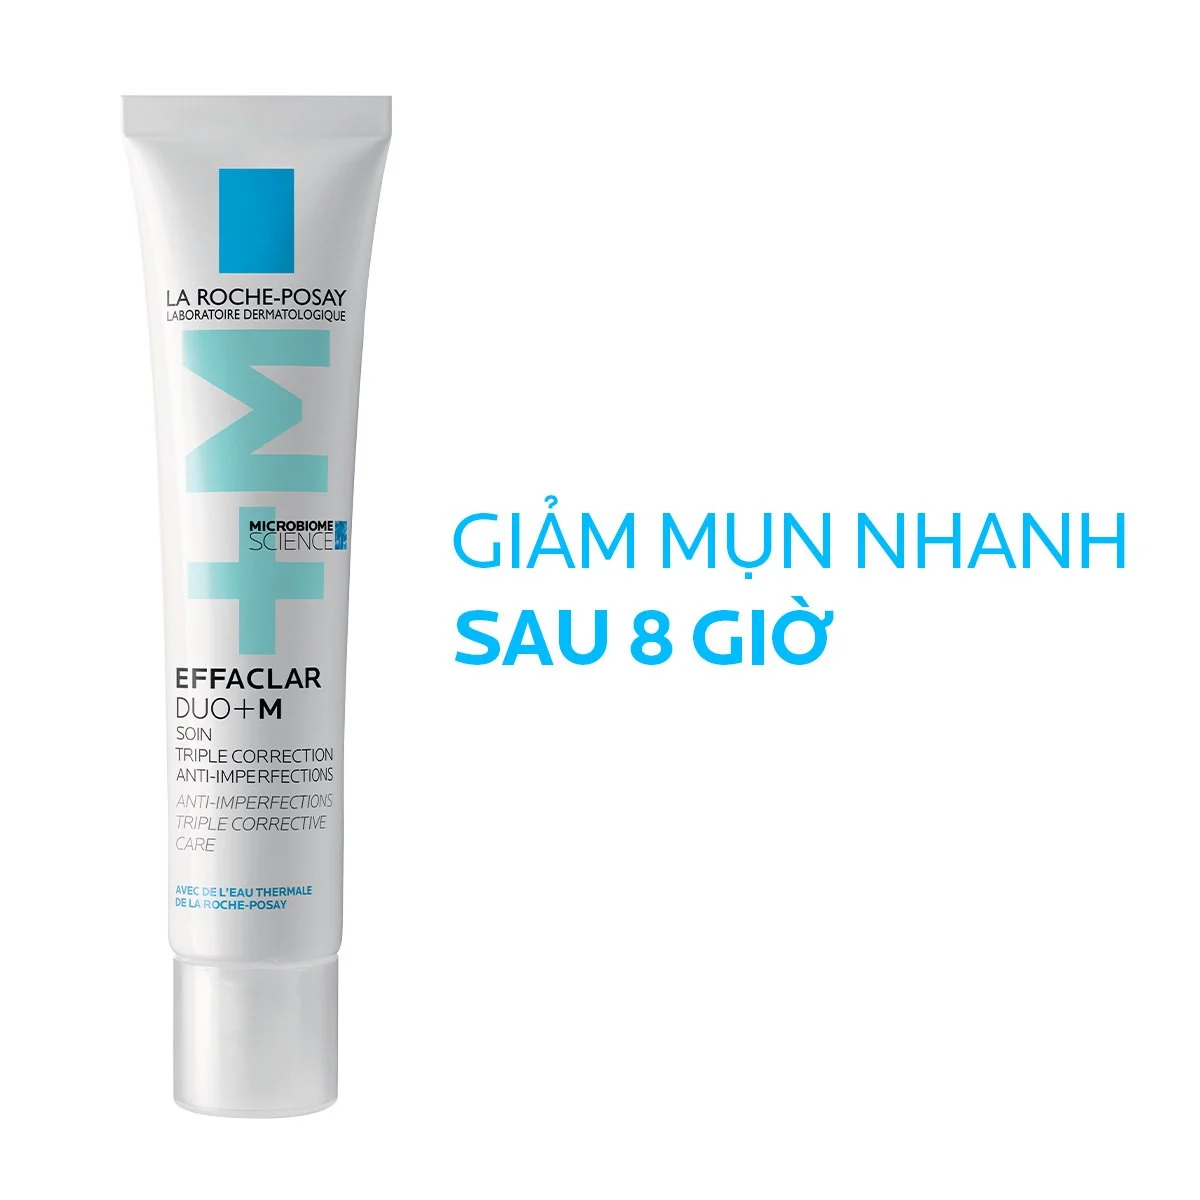 LA ROCHE-POSAY
LABORATOIRE DERMATOLOGIQUE
+M
MICROBIOME
SCIENCE
EFFACLAR
DUO+M
SOIN
TRIPLE CORRECTION
ANTI-IMPERFECTIONS
ANTI-IMPERFECTIONS
TRIPLE CORRECTIVE
CARE
AVEC DE L'EAU THERMALE
DE LA ROCHE-POSAY
GIẢM MỤN NHANH
SAU 8 GIỜ